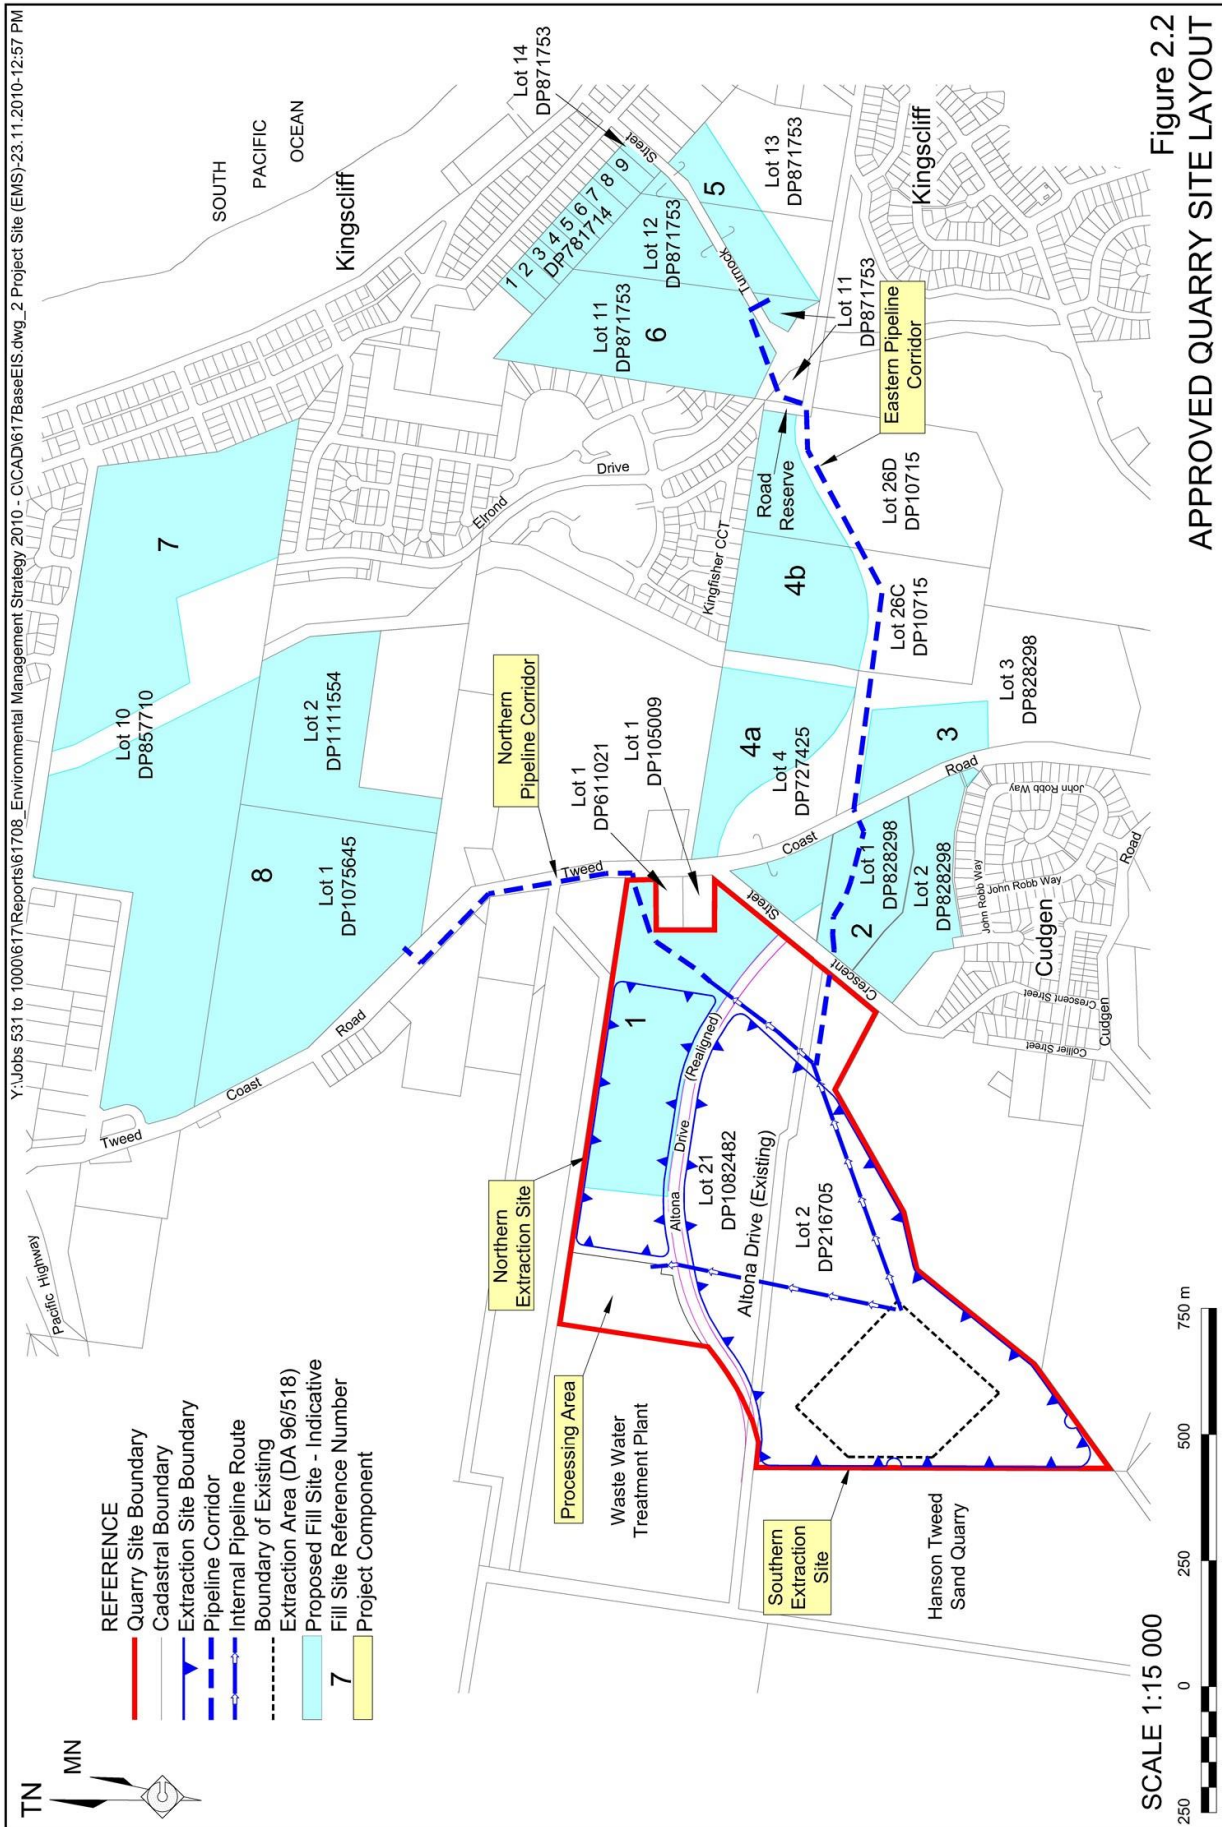 Y:\Jobs 531 to 1000\617\Reports\61708_Environmental Management Strategy 2010 - C\CAD\617BaseEIS.dwg_2 Project Site (EMS)-23.11.2010-12:57 PM
TN
MN
REFERENCE
Quarry Site Boundary
Cadastral Boundary
Extraction Site Boundary
Pipeline Corridor
Internal Pipeline Route
Boundary of Existing
Extraction Area (DA 96/518)
Proposed Fill Site - Indicative
7
Fill Site Reference Number
Project Component
Pacific Highway
Tweed
Coast
Road
Lot 10
DP857710
7
8
Lot 2
DP1111554
Lot 1
DP1075645
SOUTH
PACIFIC
OCEAN
Kingscliff
Elrond
Drive
Kingfisher CCT
Northern
Pipeline Corridor
Tweed
Lot 1
DP611021
Lot 1
DP105009
Northern
Extraction Site
1
Processing Area
Waste Water
Treatment Plant
Altona
Drive
(Realigned)
Lot 21
DP1082482
Altona Drive (Existing)
Lot 2
DP216705
Southern
Extraction
Site
Hanson Tweed
Sand Quarry
Coast
Road
Street
Crescent
4a
Lot 4
DP727425
4b
Road
Reserve
Lot 11
DP871753
6
1
2
3
4
5
6
7
8
9
DP781714
Lot 12
DP871753
5
Lot 14
DP871753
Street
Turnock
Lot 13
DP871753
Lot 11
DP871753
Eastern Pipeline
Corridor
Kingscliff
Lot 26D
DP10715
Lot 26C
DP10715
3
Lot 3
DP828298
2
Lot 1
DP828298
Lot 2
DP828298
John Robb Way
John Robb Way
John Robb Way
Cudgen
Crescent Street
Collier Street
Cudgen
Road
SCALE 1:15 000
250
0
250
500
750 m
Figure 2.2
APPROVED QUARRY SITE LAYOUT